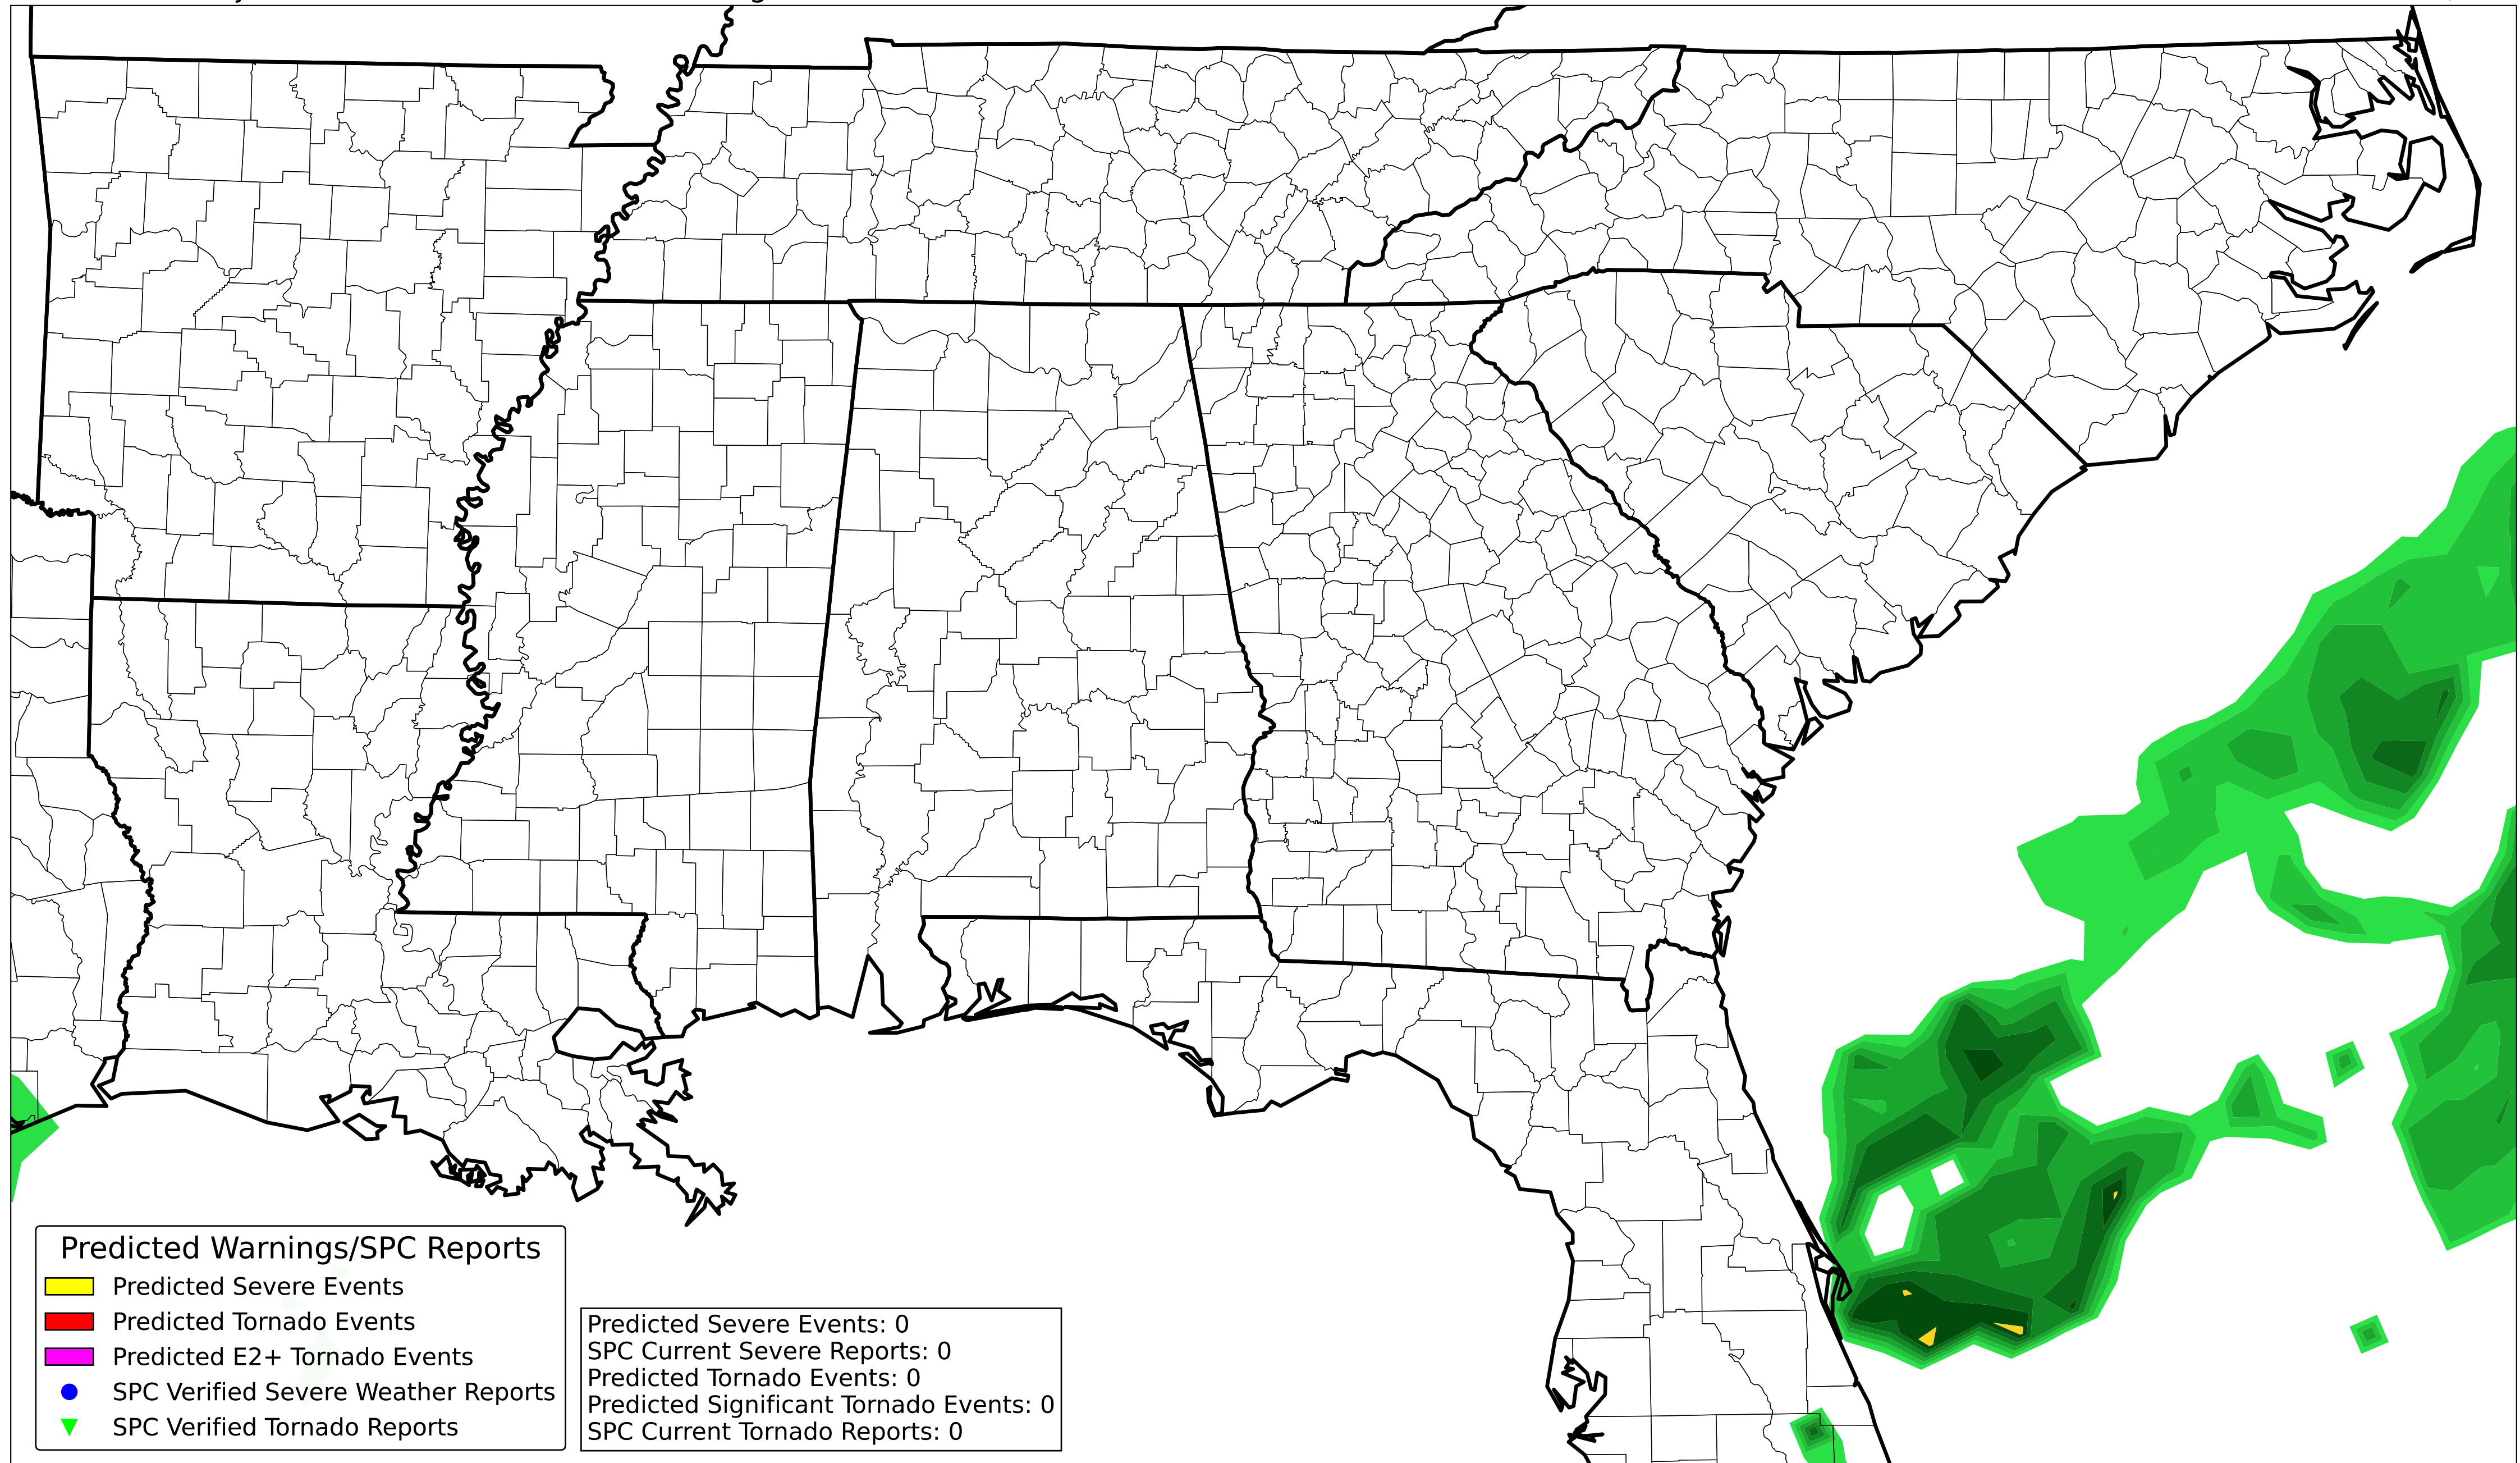 Predicted Warnings/SPC Reports
Predicted Severe Events
Predicted Tornado Events
Predicted E2+ Tornado Events
SPC Verified Severe Weather Reports
SPC Verified Tornado Reports
Predicted Severe Events: 0
SPC Current Severe Reports: 0
Predicted Tornado Events: 0
Predicted Significant Tornado Events: 0
SPC Current Tornado Reports: 0